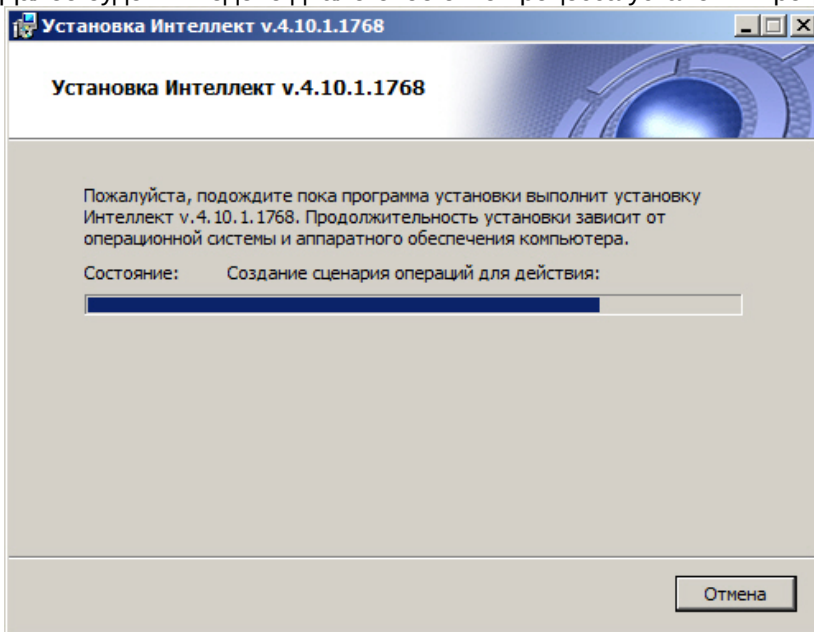 Установка Интеллект v.4.10.1.1768
Установка Интеллект v.4.10.1.1768
Пожалуйста, подождите пока программа установки выполнит установку
Интеллект v.4.10.1.1768. Продолжительность установки зависит от
операционной системы и аппаратного обеспечения компьютера.
Состояние: Создание сценария операций для действия:
Отмена